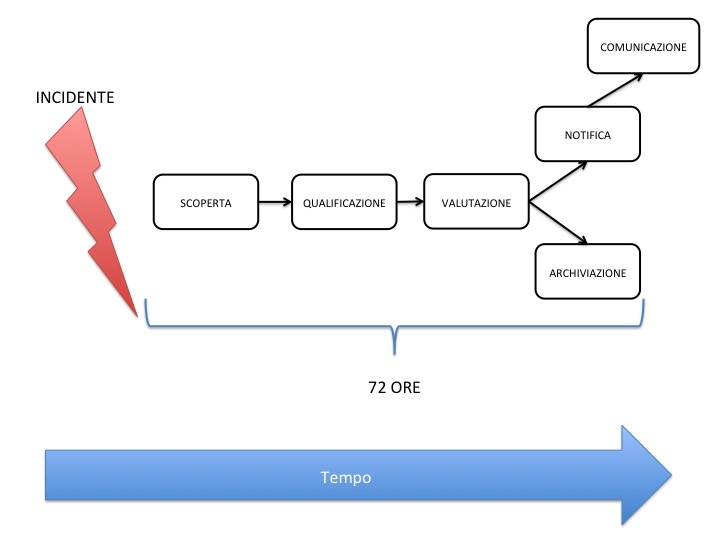 COMUNICAZIONE
INCIDENTE
NOTIFICA
SCOPERTA
QUALIFICAZIONE
VALUTAZIONE
ARCHIVIAZIONE
72 ORE
Tempo